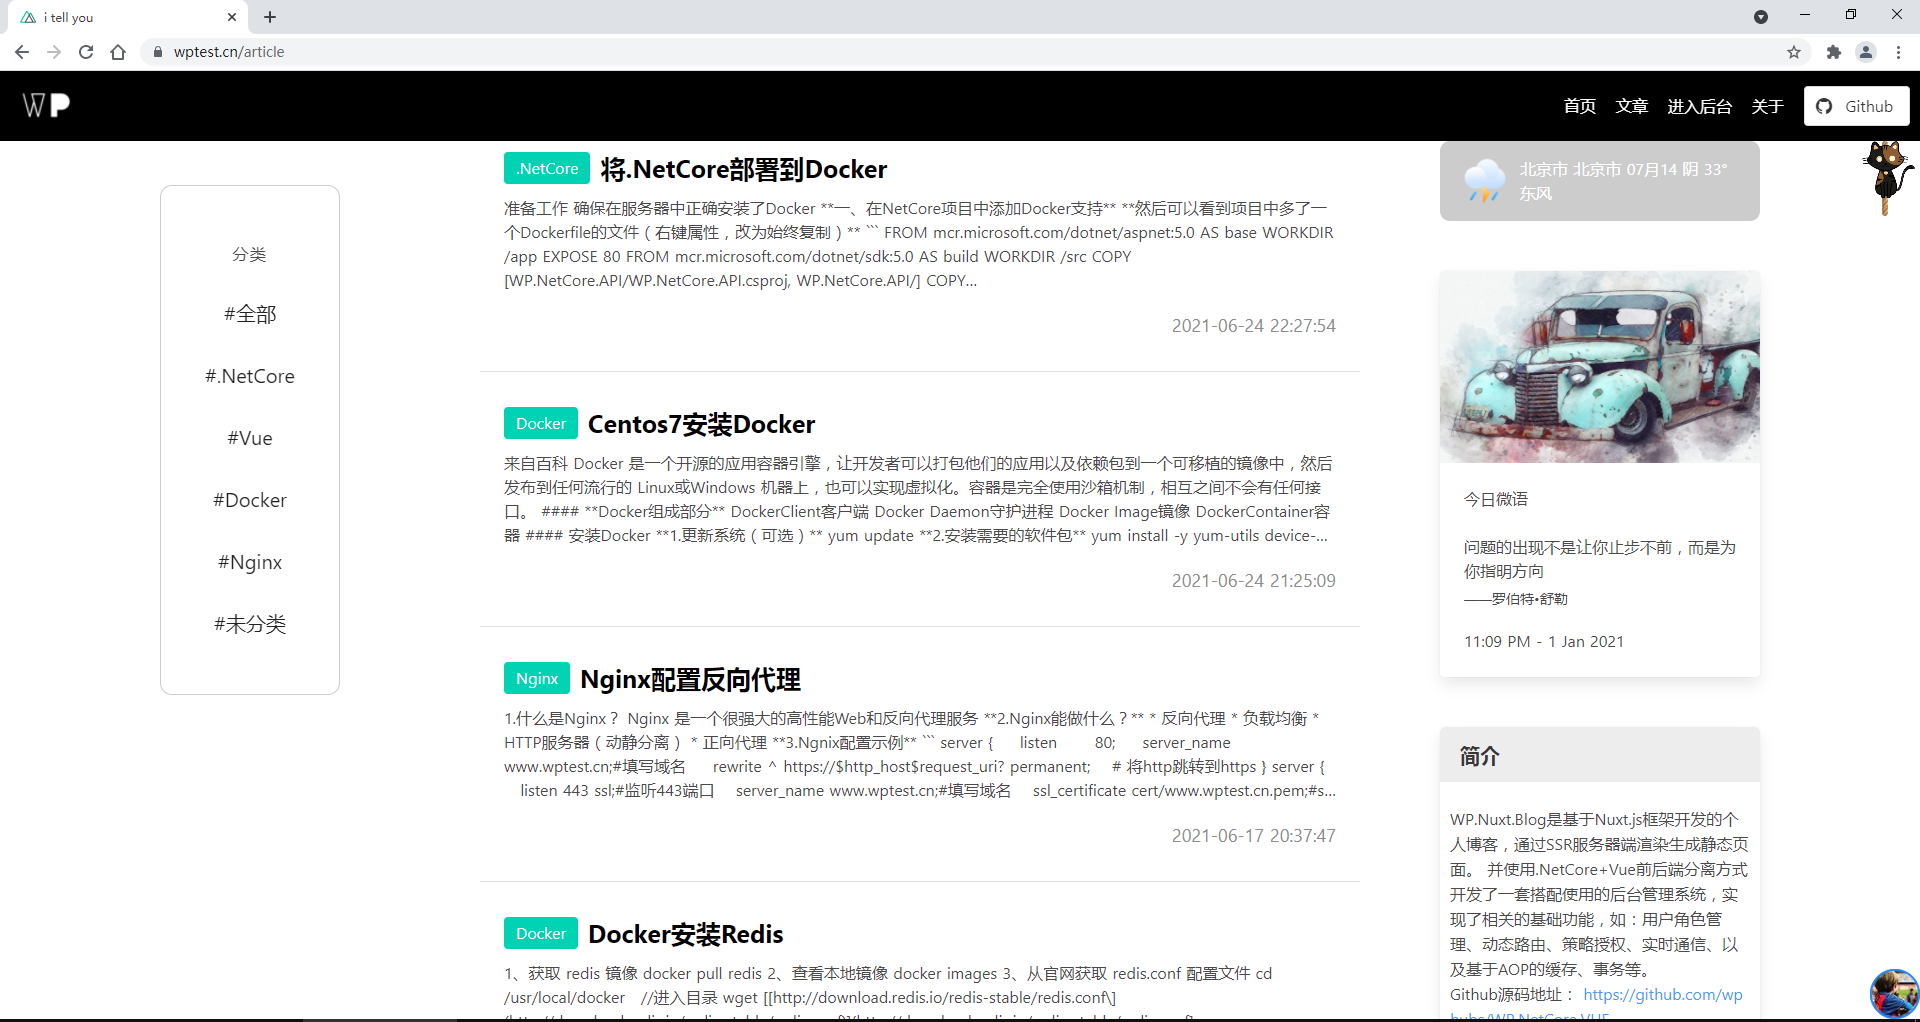 i tell you
wptest.cn/article
WP
首页 文章 进入后台 关于 Github
分类
#全部
#.NetCore
#Vue
#Docker
#Nginx
#未分类
.NetCore 将.NetCore部署到Docker
准备工作 确保在服务器中正确安装了Docker **一、在NetCore项目中添加Docker支持** **然后可以看到项目中多了一
个Dockerfile的文件（右键属性，改为始终复制）** ``` FROM mcr.microsoft.com/dotnet/aspnet:5.0 AS base WORKDIR
/app EXPOSE 80 FROM mcr.microsoft.com/dotnet/sdk:5.0 AS build WORKDIR /src COPY
[WP.NetCore.API/WP.NetCore.API.csproj, WP.NetCore.API/] COPY...
2021-06-24 22:27:54
Docker Centos7安装Docker
来自百科 Docker 是一个开源的应用容器引擎，让开发者可以打包他们的应用以及依赖包到一个可移植的镜像中，然后
发布到任何流行的 Linux或Windows 机器上，也可以实现虚拟化。容器是完全使用沙箱机制，相互之间不会有任何接
口。 #### **Docker组成部分** DockerClient客户端 Docker Daemon守护进程 Docker Image镜像 DockerContainer容
器 #### 安装Docker **1.更新系统（可选）** yum update **2.安装需要的软件包** yum install -y yum-utils device-...
2021-06-24 21:25:09
Nginx Nginx配置反向代理
1.什么是Nginx？ Nginx 是一个很强大的高性能Web和反向代理服务 **2.Nginx能做什么？** * 反向代理 * 负载均衡 *
HTTP服务器（动静分离） * 正向代理 **3.Ngnix配置示例** ``` server { listen 80; server_name
www.wptest.cn;#填写域名 rewrite ^ https://$http_host$request_uri? permanent; # 将http跳转到https } server {
listen 443 ssl;#监听443端口 server_name www.wptest.cn;#填写域名 ssl_certificate cert/www.wptest.cn.pem;#s...
2021-06-17 20:37:47
Docker Docker安装Redis
1、获取 redis 镜像 docker pull redis 2、查看本地镜像 docker images 3、从官网获取 redis.conf 配置文件 cd
/usr/local/docker //进入目录 wget [[http://download.redis.io/redis-stable/redis.conf\]
北京市 北京市 07月14 阴 33°
东风
今日微语
问题的出现不是让你止步不前，而是为
你指明方向
——罗伯特•舒勒
11:09 PM - 1 Jan 2021
简介
WP.Nuxt.Blog是基于Nuxt.js框架开发的个
人博客，通过SSR服务器端渲染生成静态页
面。 并使用.NetCore+Vue前后端分离方式
开发了一套搭配使用的后台管理系统，实
现了相关的基础功能，如：用户角色管
理、动态路由、策略授权、实时通信、以
及基于AOP的缓存、事务等。
Github源码地址： https://github.com/wp
hubs/WP.NetCore.VUE